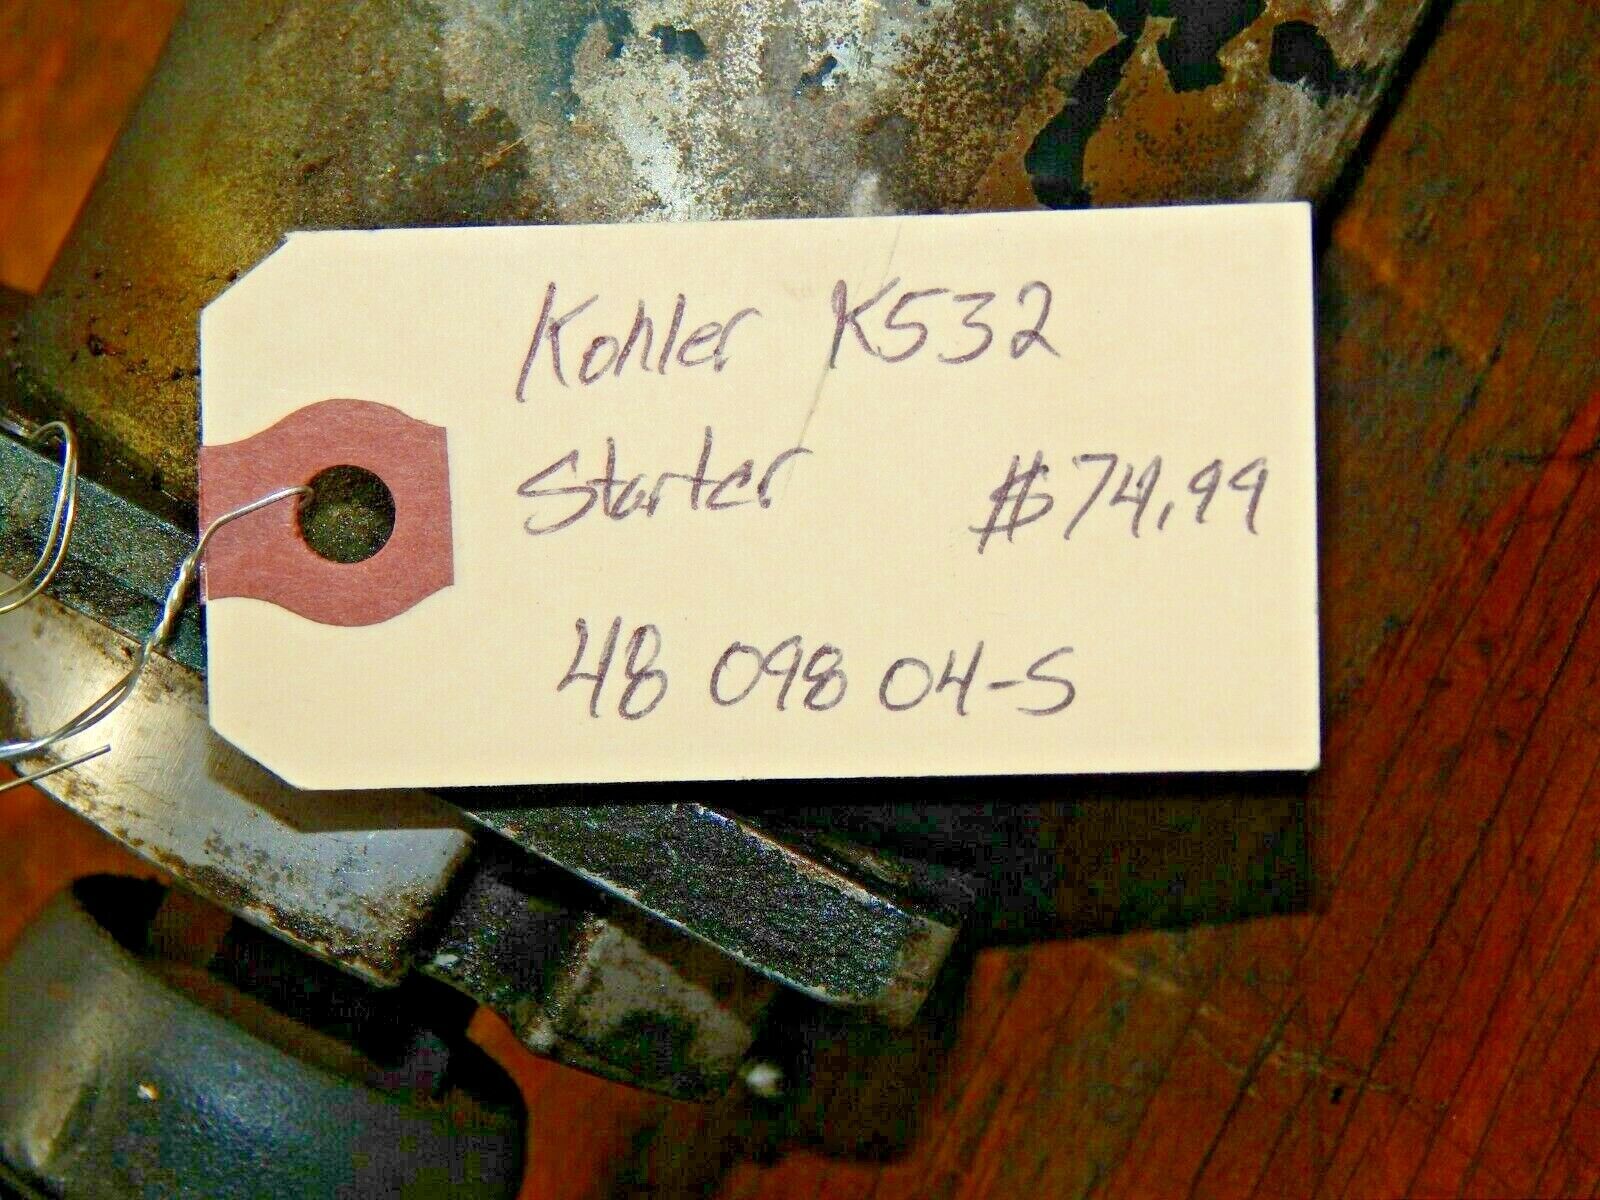 Kohler K532
Starter $74.99
48 098 04-S